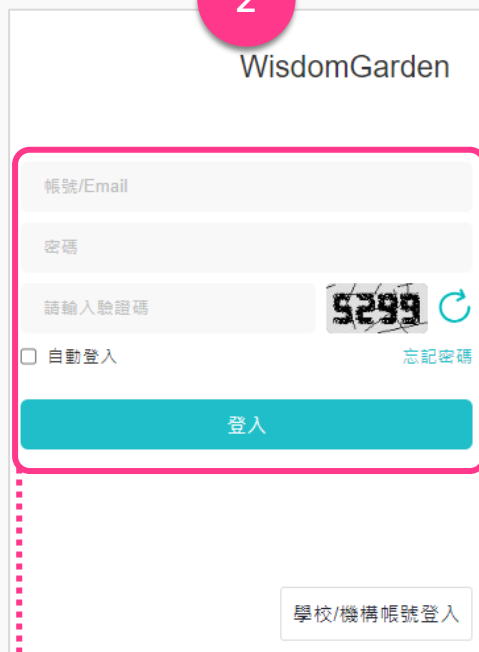 2
WisdomGarden
帳號/Email
密碼
請輸入驗證碼 5299
自動登入 忘記密碼
登入
學校/機構帳號登入